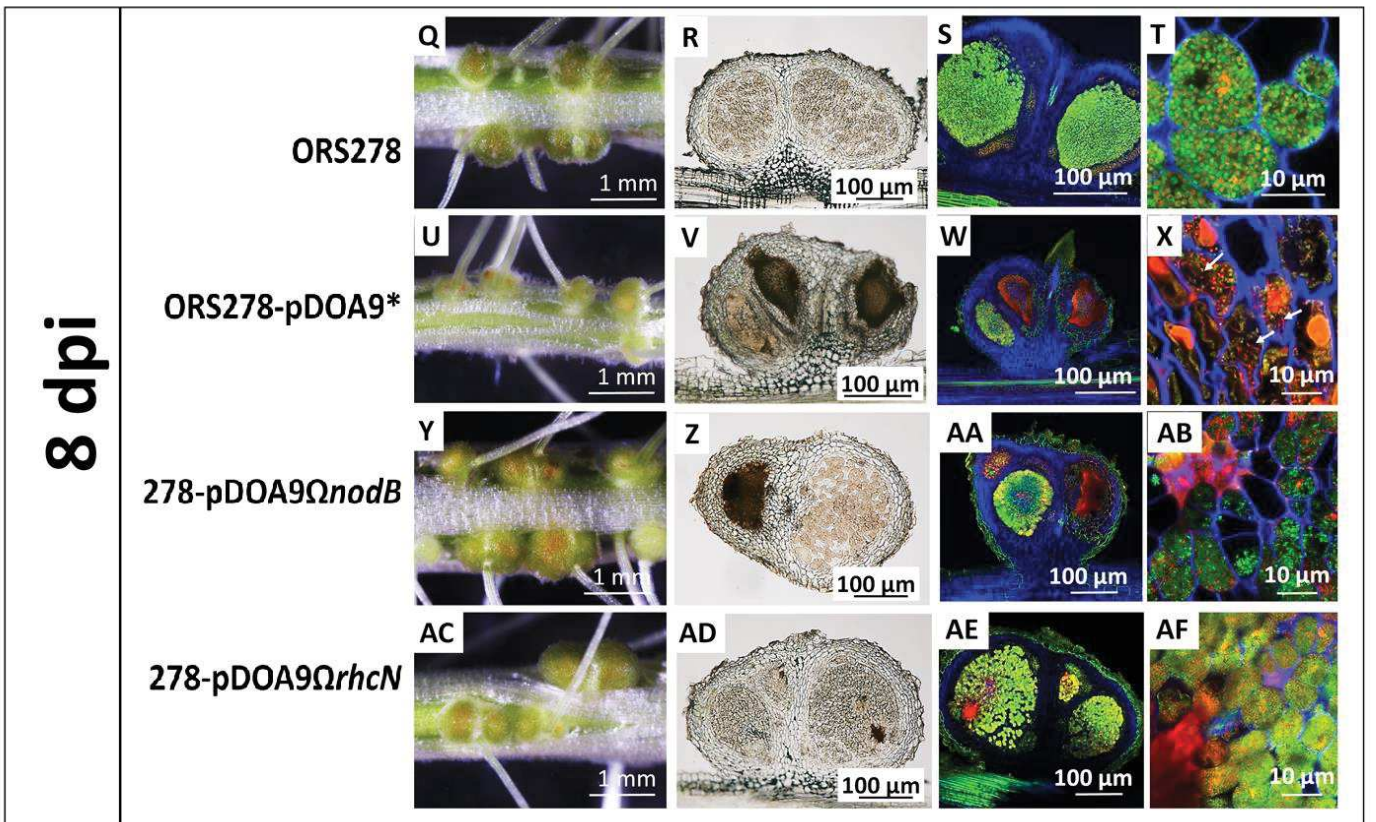 8 dpi
ORS278
Q
1 mm
R
100 µm
S
100 µm
T
10 µm
ORS278-pDOA9*
U
1 mm
V
100 µm
W
100 µm
X
10 µm
278-pDOA9ΩnodB
Y
1 mm
Z
100 µm
AA
100 µm
AB
10 µm
278-pDOA9ΩrhcN
AC
1 mm
AD
100 µm
AE
100 µm
AF
10 µm